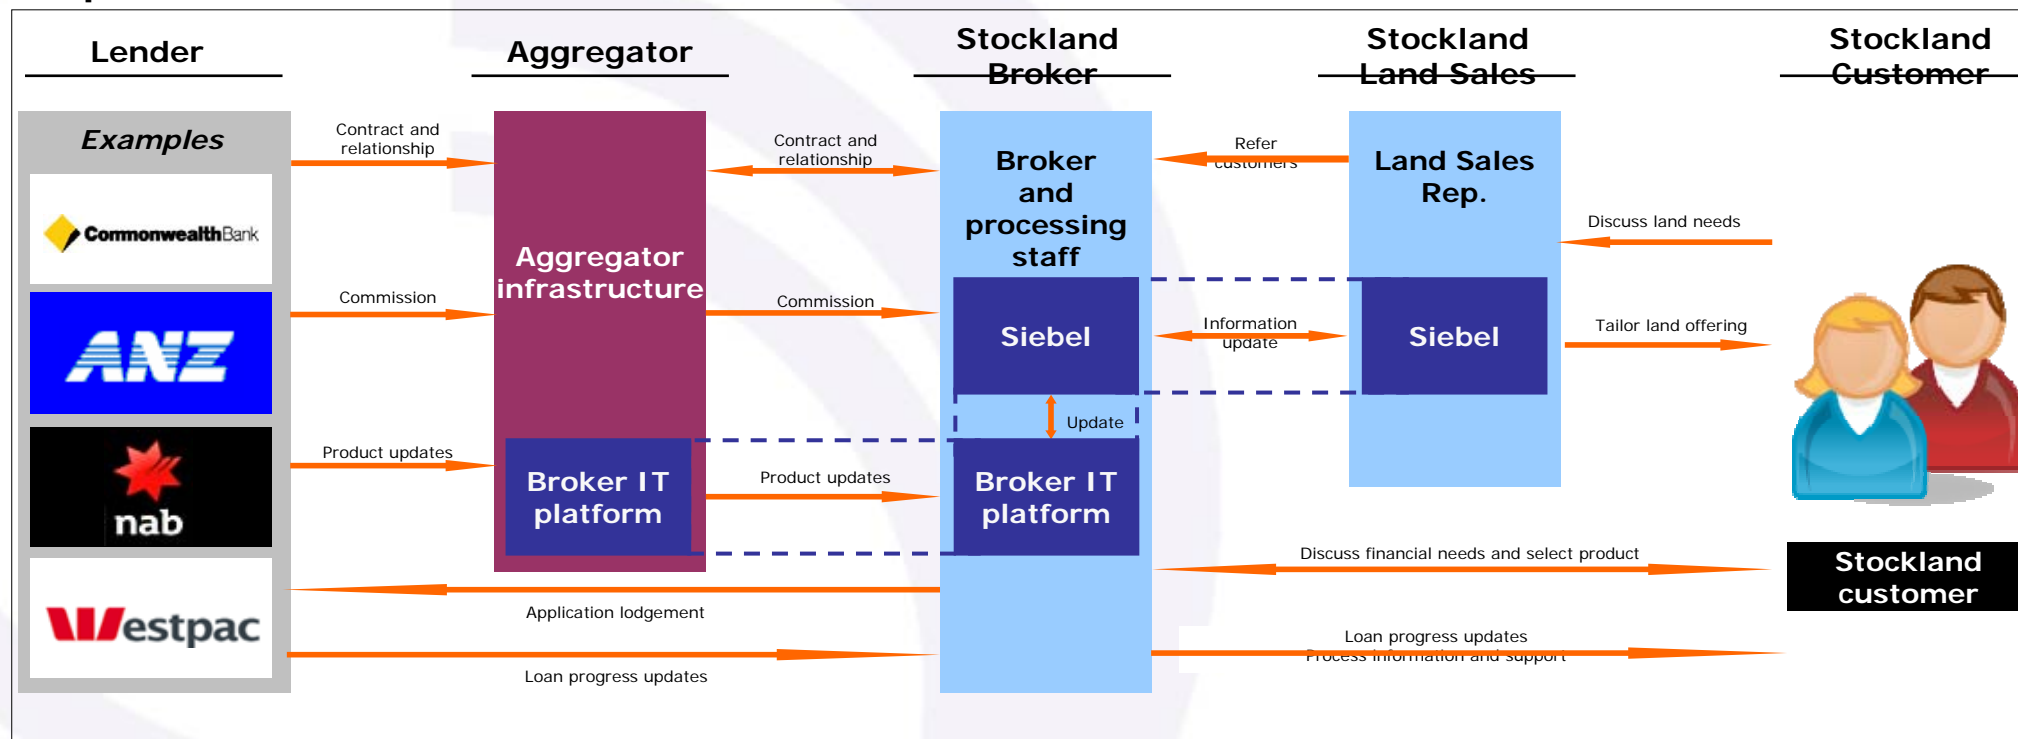 Lender
Aggregator
Stockland
Broker
Stockland
Land Sales
Stockland
Customer
Examples
CommonwealthBank
ANZ
nab
Westpac
Contract and
relationship
Commission
Product updates
Aggregator
infrastructure
Broker IT
platform
Contract and
relationship
Commission
Product updates
Application lodgement
Loan progress updates
Broker
and
processing
staff
Siebel
Update
Broker IT
platform
Refer
customers
Information
update
Land Sales
Rep.
Siebel
Discuss land needs
Tailor land offering
Discuss financial needs and select product
Loan progress updates
Process information and support
Stockland
customer